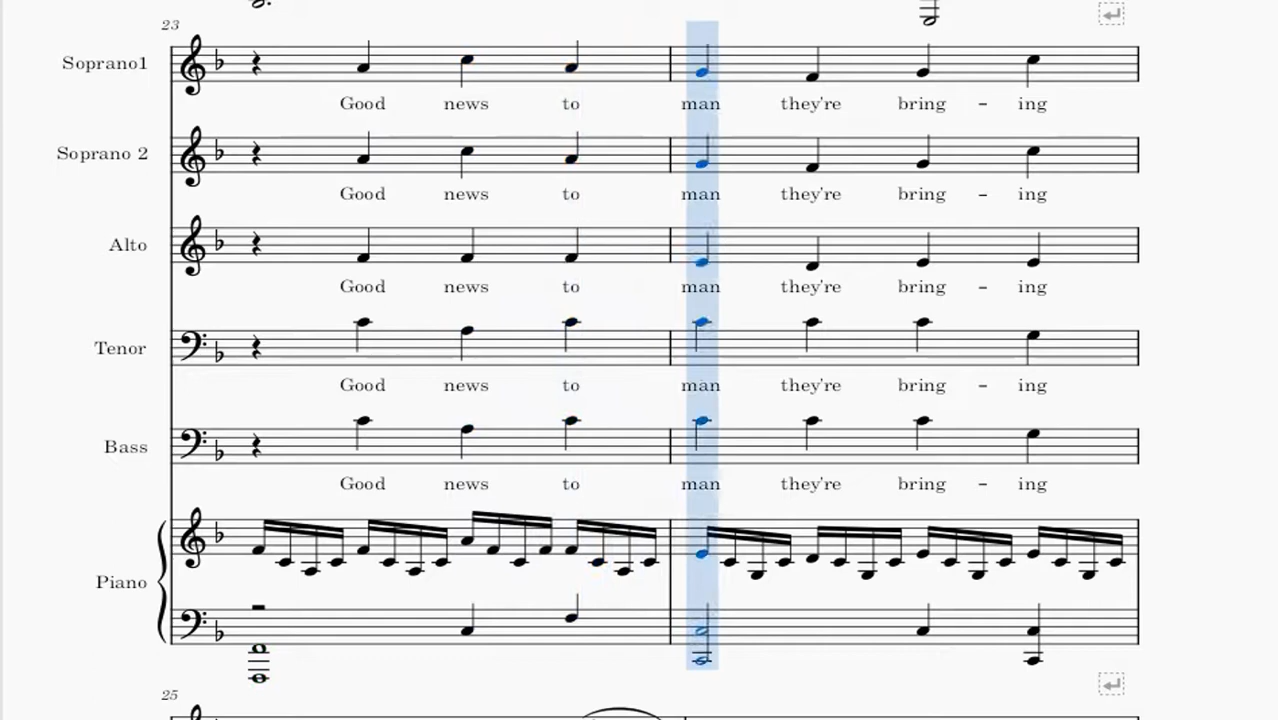 23
Soprano1
Good news to man they're bring - ing
Soprano 2
Good news to man they're bring - ing
Alto
Good news to man they're bring - ing
Tenor
Good news to man they're bring - ing
Bass
Good news to man they're bring - ing
Piano
25